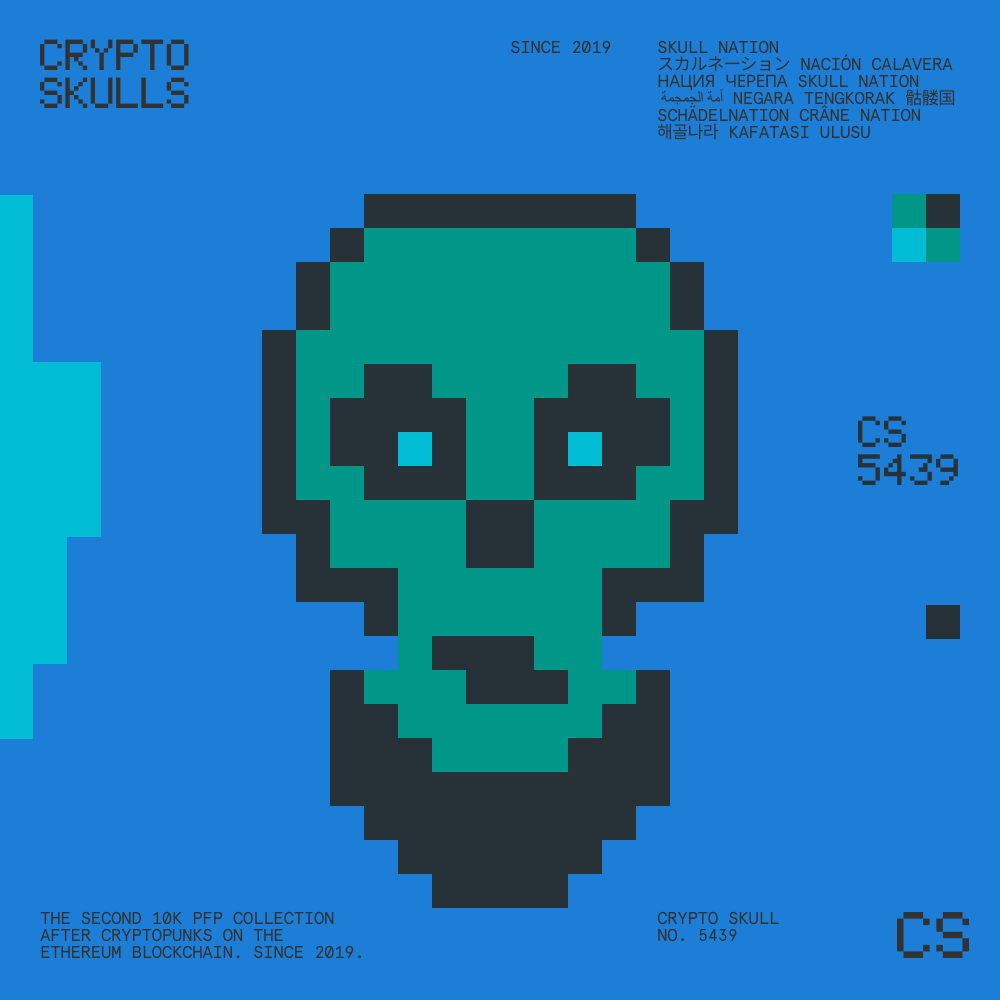 CRYPTO
SKULLS
SINCE 2019
SKULL NATION
スカルネーション NACIÓN CALAVERA
НАЦИЯ ЧЕРЕПА SKULL NATION
أمة الجمجمة NEGARA TENGKORAK 骷髅国
SCHÄDELNATION CRÂNE NATION
해골나라 KAFATASI ULUSU
CS
5439
THE SECOND 10K PFP COLLECTION
AFTER CRYPTOPUNKS ON THE
ETHEREUM BLOCKCHAIN. SINCE 2019.
CRYPTO SKULL
NO. 5439
CS